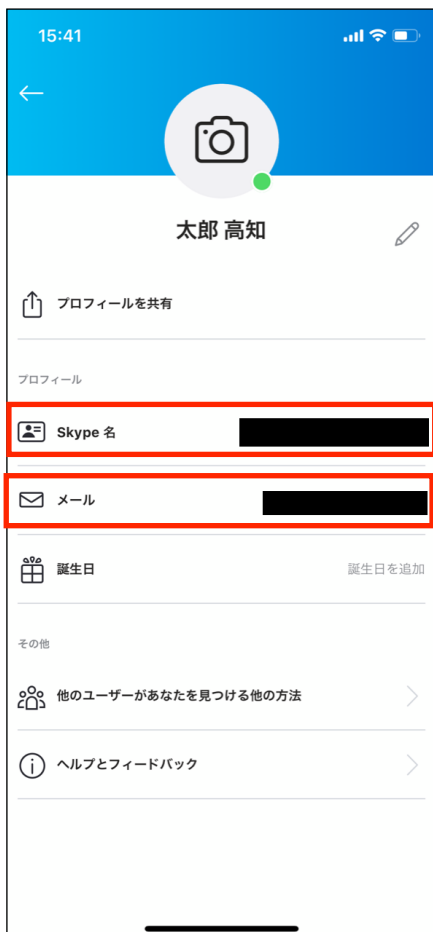 15:41
太郎 高知
プロフィールを共有
プロフィール
Skype 名
メール
誕生日 誕生日を追加
その他
他のユーザーがあなたを見つける他の方法
ヘルプとフィードバック